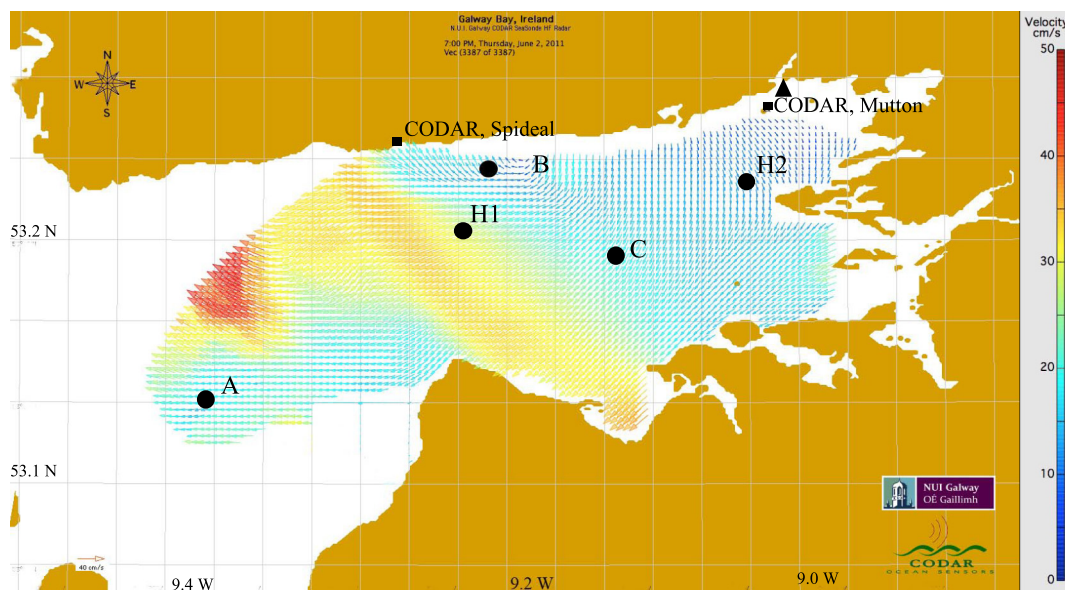 Galway Bay, Ireland
N.U.I. Galway CODAR SeaSonde HF Radar
7:00 PM, Thursday, June 2, 2011
Vec (3387 of 3387)
Velocity
cm/s
50
40
30
20
10
0
N
W E
S
CODAR, Mutton
CODAR, Spideal
B
H2
H1
C
A
53.2 N
53.1 N
NUI Galway
OÉ Gaillimh
CODAR
OCEAN SENSORS
40 cm/s
9.4 W
9.2 W
9.0 W